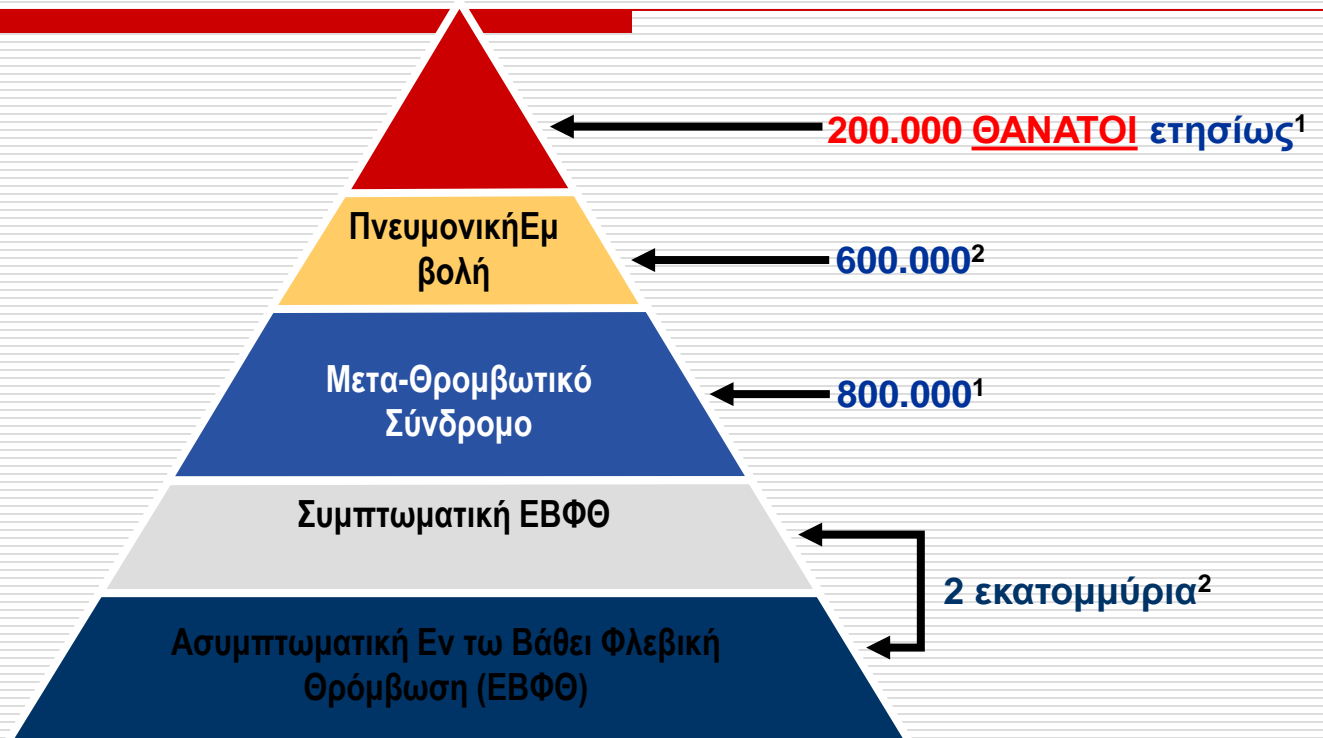 200.000 ΘΑΝΑΤΟΙ ετησίως¹
ΠνευμονικήΕμ
βολή
600.000²
Μετα-Θρομβωτικό
Σύνδρομο
800.000¹
Συμπτωματική ΕΒΦΘ
2 εκατομμύρια²
Ασυμπτωματική Εν τω Βάθει Φλεβική
Θρόμβωση (ΕΒΦΘ)